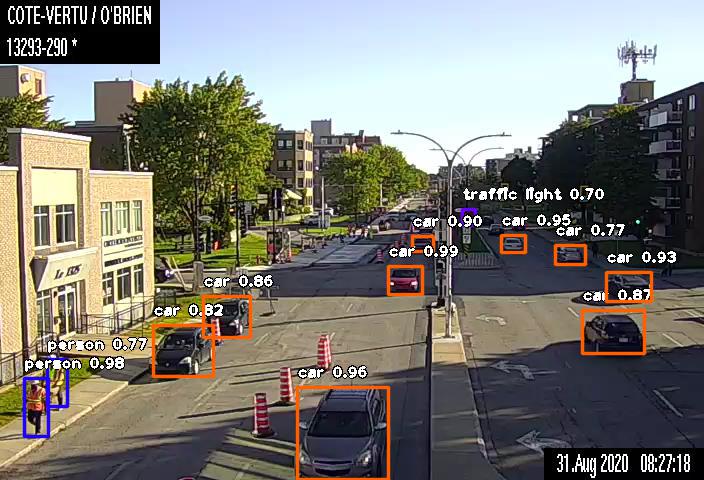 COTE-VERTU / O'BRIEN
13293-290 *
traffic light 0.70
car 0.90
car 0.95
car 0.77
car 0.99
car 0.93
car 0.86
car 0.87
car 0.82
person 0.77
person 0.98
car 0.96
Le 1375
31.Aug 2020 08:27:18